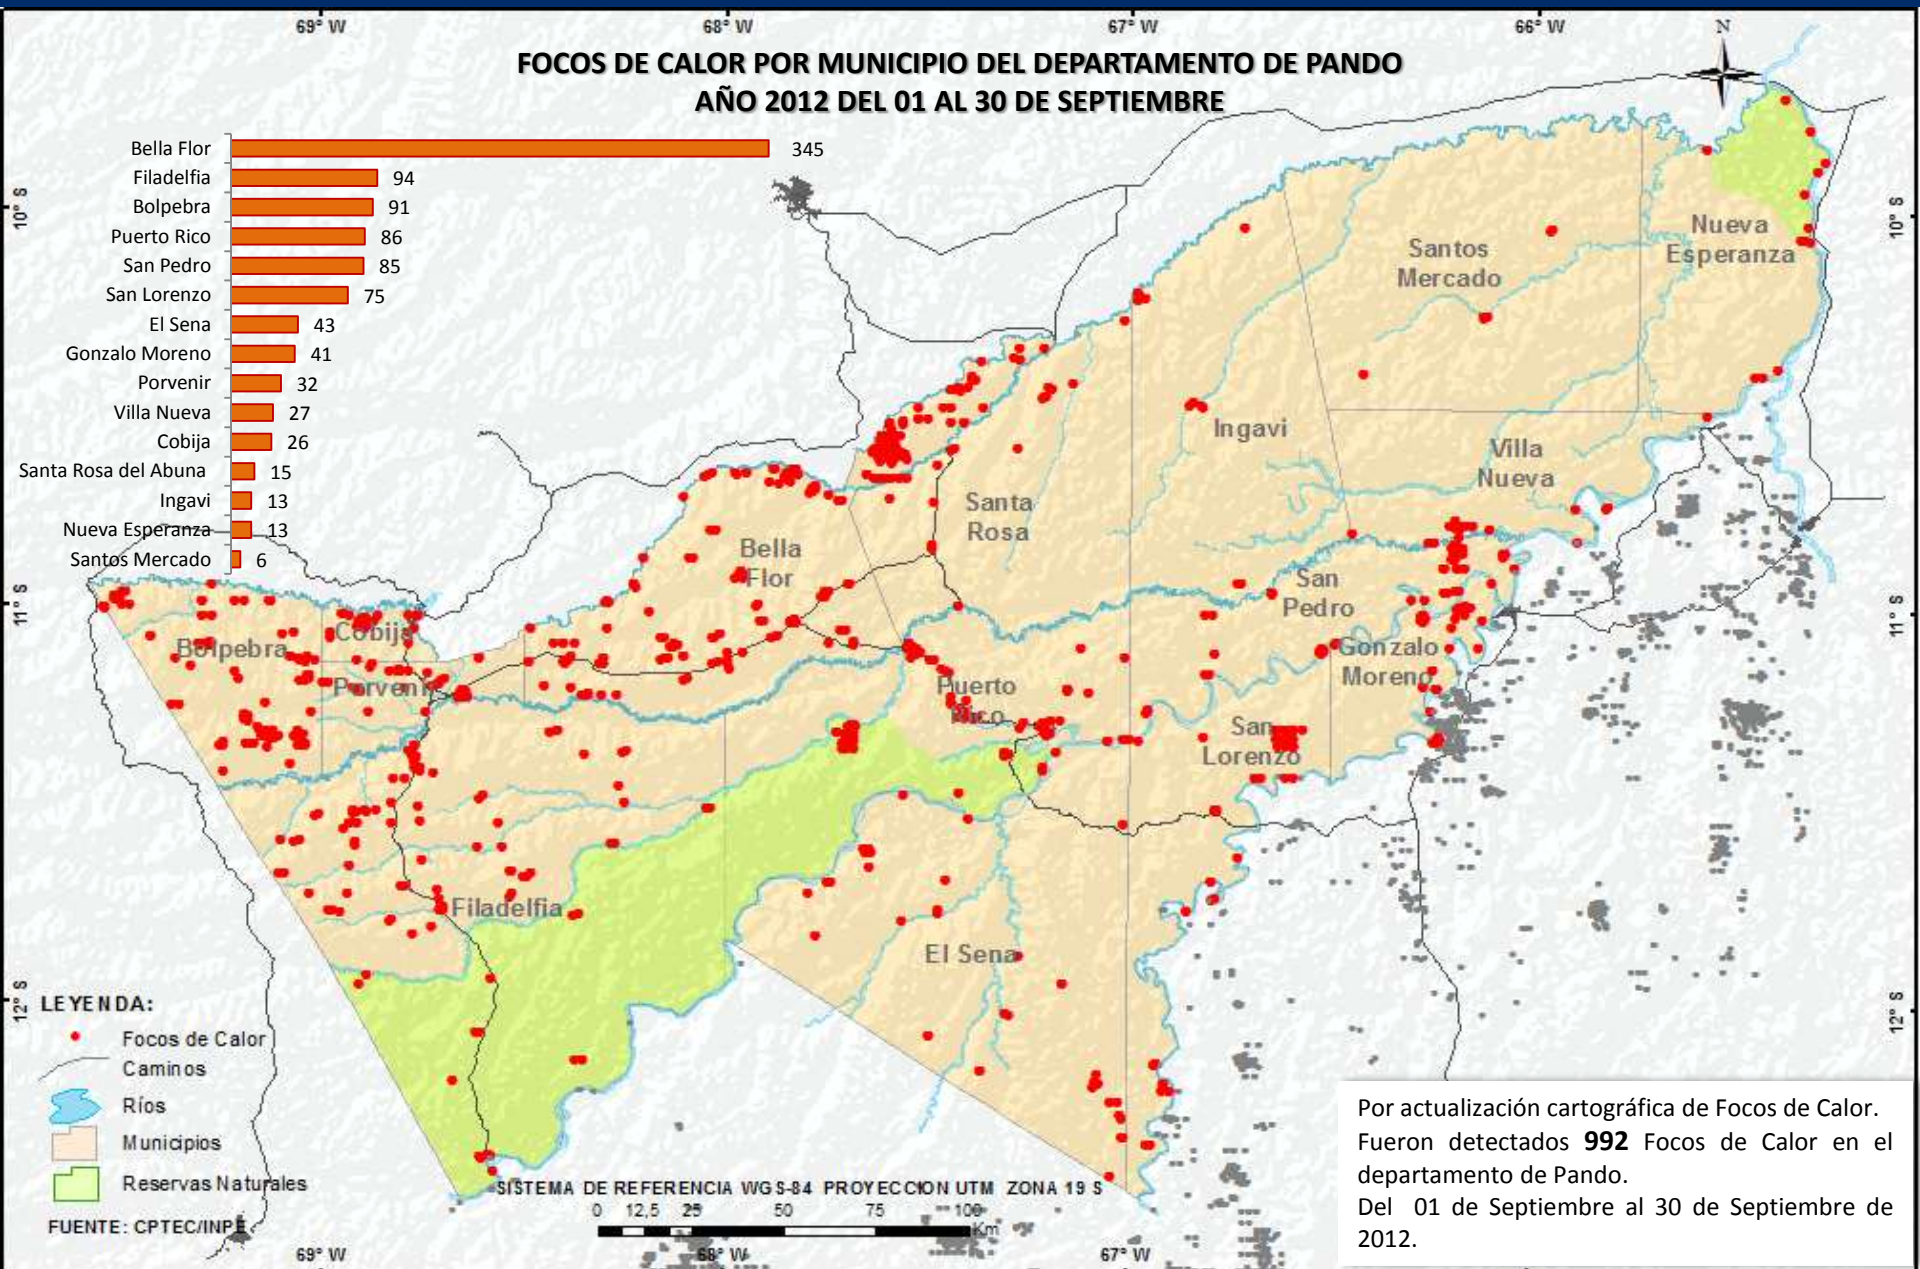 69° W 68° W 67° W 66° W
N
FOCOS DE CALOR POR MUNICIPIO DEL DEPARTAMENTO DE PANDO
AÑO 2012 DEL 01 AL 30 DE SEPTIEMBRE
Bella Flor 345
Filadelfia 94
Bolpebra 91
Puerto Rico 86
San Pedro 85
San Lorenzo 75
El Sena 43
Gonzalo Moreno 41
Porvenir 32
Villa Nueva 27
Cobija 26
Santa Rosa del Abuna 15
Ingavi 13
Nueva Esperanza 13
Santos Mercado 6
10° S
10° S
11° S
11° S
12° S
12° S
Nueva
Esperanza
Santos
Mercado
Ingavi
Villa
Nueva
Santa
Rosa
Bella
Flor
San
Pedro
Cobija
Bolpebra
Gonzalo
Moreno
Porvenir
Puerto
Rico
San
Lorenzo
Filadelfia
El Sena
LEYENDA:
Focos de Calor
Caminos
Ríos
Municipios
Reservas Naturales
FUENTE: CPTEC/INPE
SISTEMA DE REFERENCIA WGS-84 PROYECCION UTM ZONA 19 S
0 12,5 25 50 75 100
Km
69° W 68° W 67° W
Por actualización cartográfica de Focos de Calor.
Fueron detectados 992 Focos de Calor en el
departamento de Pando.
Del 01 de Septiembre al 30 de Septiembre de
2012.